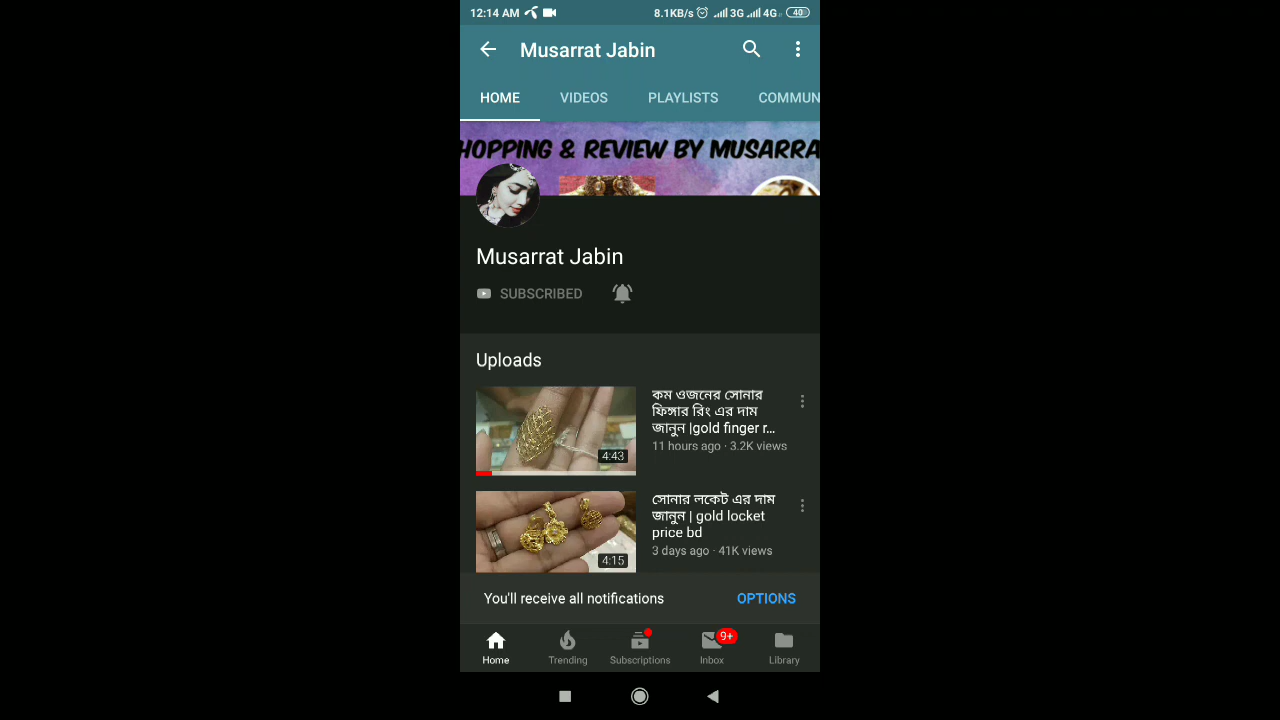 12:14 AM 8.1KB/s 3G 4G 40
Musarrat Jabin
HOME VIDEOS PLAYLISTS COMMUN
HOPPING & REVIEW BY MUSARRA
Musarrat Jabin
SUBSCRIBED
Uploads
কম ওজনের সোনার
ফিঙ্গার রিং এর দাম
জানুন |gold finger r...
11 hours ago · 3.2K views
4:43
সোনার লকেট এর দাম
জানুন | gold locket
price bd
3 days ago · 41K views
4:15
You'll receive all notifications OPTIONS
9+
Home Trending Subscriptions Inbox Library